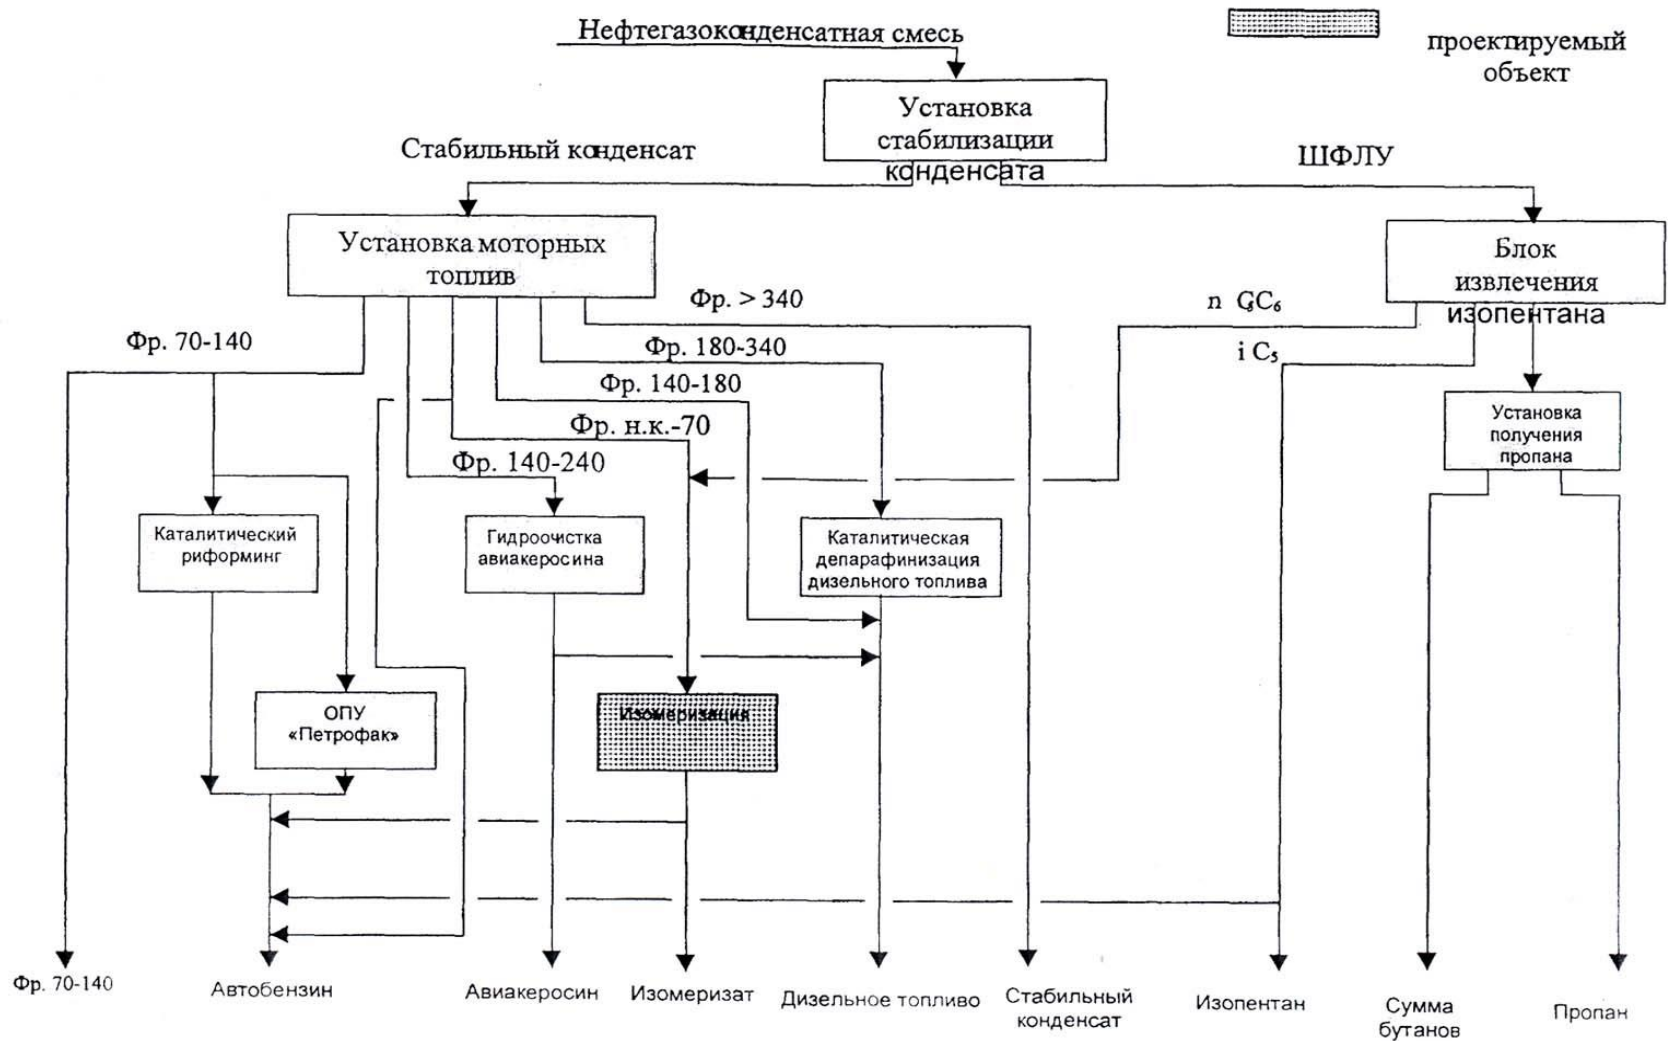 Нефтегазоконденсатная смесь
проектируемый
объект
Установка
стабилизации
конденсата
Стабильный конденсат
ШФЛУ
Установка моторных
топлив
Блок
извлечения
изопентана
Фр. > 340
n C₆C₆
Фр. 70-140
Фр. 180-340
i C₅
Фр. 140-180
Фр. н.к.-70
Фр. 140-240
Установка
получения
пропана
Каталитический
риформинг
Гидроочистка
авиакеросина
Каталитическая
депарафинизация
дизельного топлива
ОПУ
«Петрофак»
Изомеризация
Фр. 70-140
Автобензин
Авиакеросин
Изомеризат
Дизельное топливо
Стабильный
конденсат
Изопентан
Сумма
бутанов
Пропан